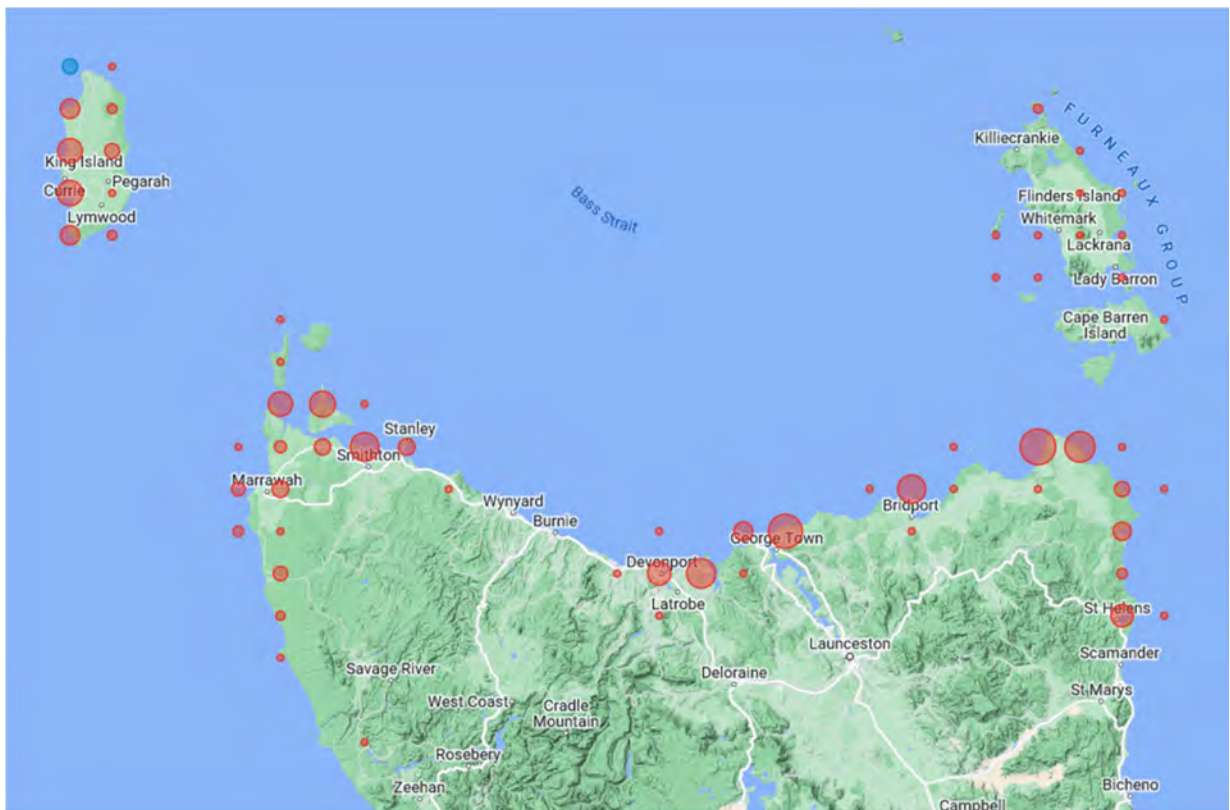 FURNEAUX GROUP
Killiecrankie
King Island
Currie
Pegarah
Lymwood
Bass Strait
Flinders Island
Whitemark
Lackrana
Lady Barron
Cape Barren
Island
Stanley
Smithton
Marrawah
Wynyard
Burnie
Bridport
George Town
Devonport
Latrobe
St Helens
Launceston
Scamander
Savage River
Deloraine
St Marys
West Coast
Cradle
Mountain
Rosebery
Zeehan
Bicheno
Campbell